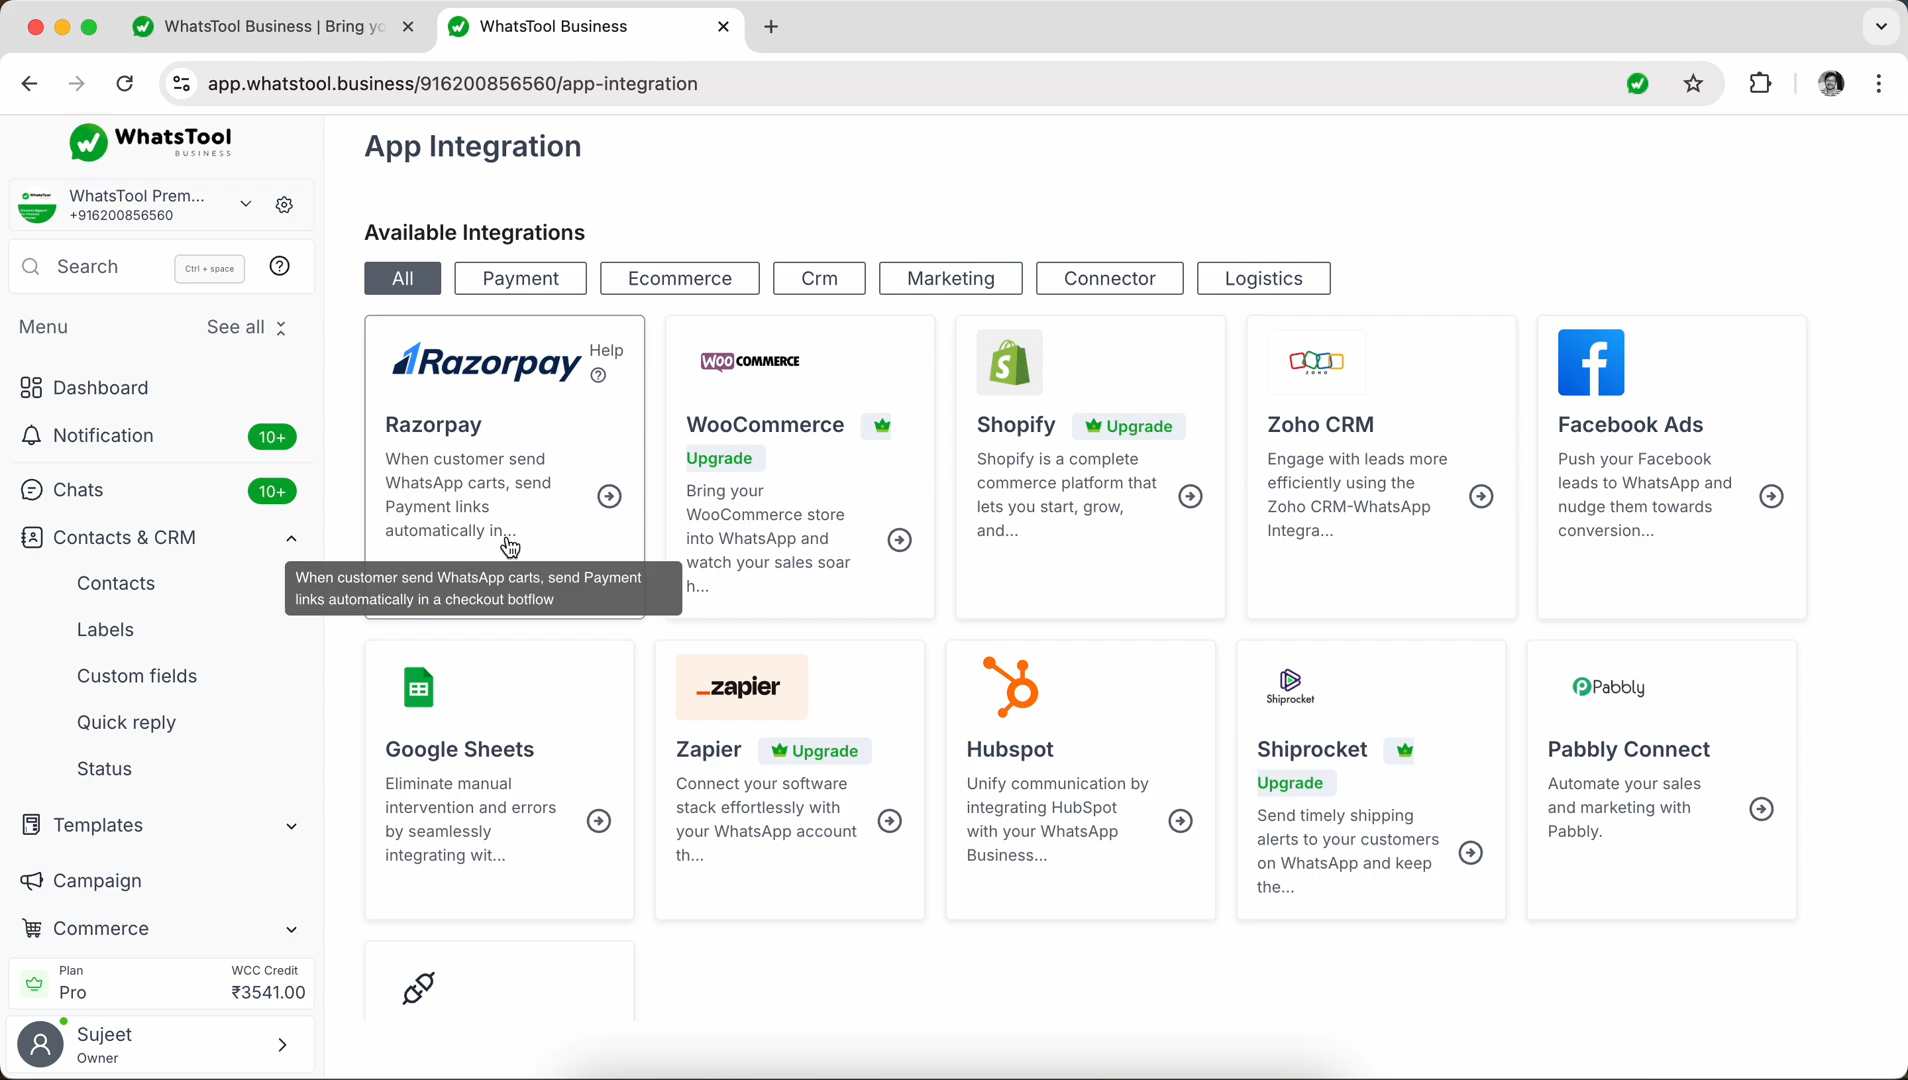 WhatsTool Business | Bring yo
WhatsTool Business
app.whatstool.business/916200856560/app-integration
WhatsTool
BUSINESS
WhatsTool Prem...
+916200856560
Search
Ctrl + space
Menu
See all
Dashboard
Notification
10+
Chats
10+
Contacts & CRM
Contacts
Labels
Custom fields
Quick reply
Status
Templates
Campaign
Commerce
Plan
Pro
WCC Credit
₹3541.00
Sujeet
Owner
App Integration
Available Integrations
All
Payment
Ecommerce
Crm
Marketing
Connector
Logistics
Razorpay
Help
Razorpay
When customer send
WhatsApp carts, send
Payment links
automatically in...
When customer send WhatsApp carts, send Payment
links automatically in a checkout botflow
WOO COMMERCE
WooCommerce
Upgrade
Bring your
WooCommerce store
into WhatsApp and
watch your sales soar
h...
Shopify
Upgrade
Shopify is a complete
commerce platform that
lets you start, grow,
and...
ZOHO
Zoho CRM
Engage with leads more
efficiently using the
Zoho CRM-WhatsApp
Integra...
Facebook Ads
Push your Facebook
leads to WhatsApp and
nudge them towards
conversion...
Google Sheets
Eliminate manual
intervention and errors
by seamlessly
integrating wit...
_zapier
Zapier
Upgrade
Connect your software
stack effortlessly with
your WhatsApp account
th...
Hubspot
Unify communication by
integrating HubSpot
with your WhatsApp
Business...
Shiprocket
Shiprocket
Upgrade
Send timely shipping
alerts to your customers
on WhatsApp and keep
the...
Pabbly
Pabbly Connect
Automate your sales
and marketing with
Pabbly.